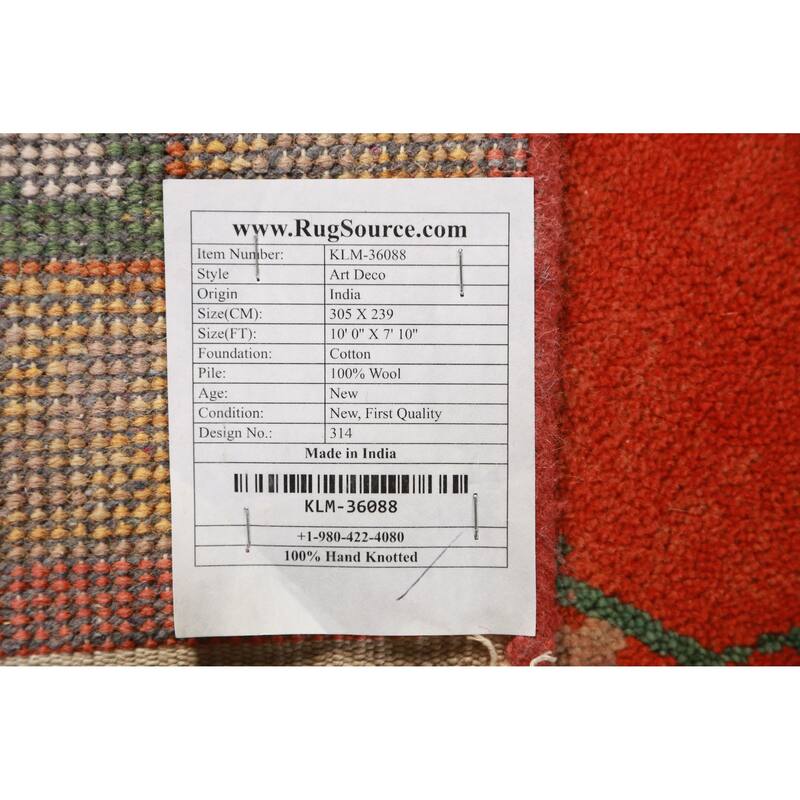 www.RugSource.com
Item Number: KLM-36088
Style Art Deco
Origin India
Size(CM): 305 X 239
Size(FT): 10' 0" X 7' 10"
Foundation: Cotton
Pile: 100% Wool
Age: New
Condition: New, First Quality
Design No.: 314
Made in India
KLM-36088
+1-980-422-4080
100% Hand Knotted